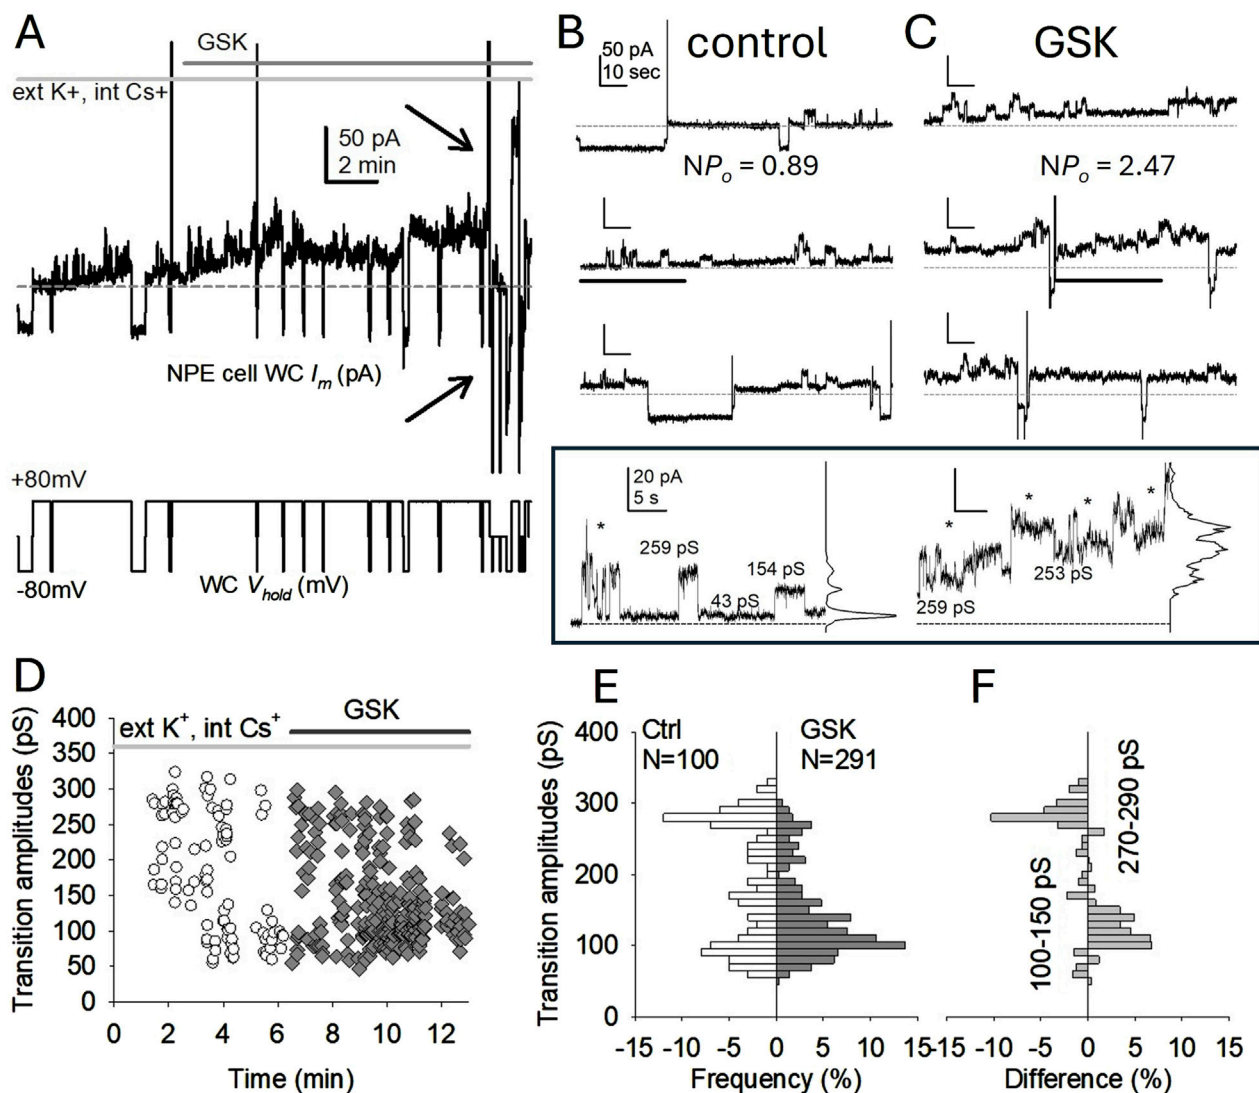 A
GSK
ext K+, int Cs+
50 pA
2 min
NPE cell WC Im (pA)
+80mV
-80mV
WC Vhold (mV)
B
control
50 pA
10 sec
NPo = 0.89
C
GSK
NPo = 2.47
20 pA
5 s
*
259 pS
43 pS
154 pS
*
*
*
259 pS
253 pS
D
GSK
ext K+, int Cs+
Transition amplitudes (pS)
400
350
300
250
200
150
100
50
0
0 2 4 6 8 10 12
Time (min)
E
Ctrl
N=100
GSK
N=291
Transition amplitudes (pS)
400
300
200
100
0
-15 -10 -5 0 5 10 15
Frequency (%)
F
100-150 pS
270-290 pS
-15 -10 -5 0 5 10 15
Difference (%)